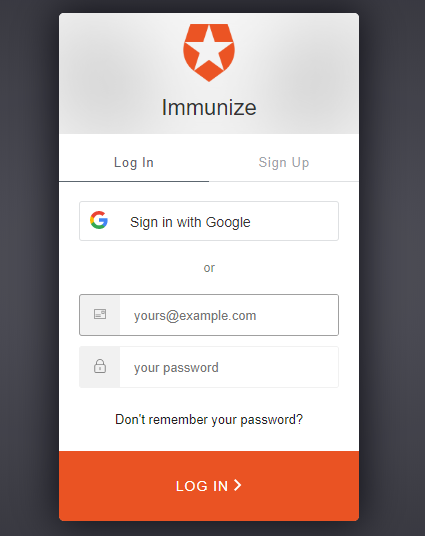 Immunize
Log In
Sign Up
Sign in with Google
or
yours@example.com
your password
Don't remember your password?
LOG IN